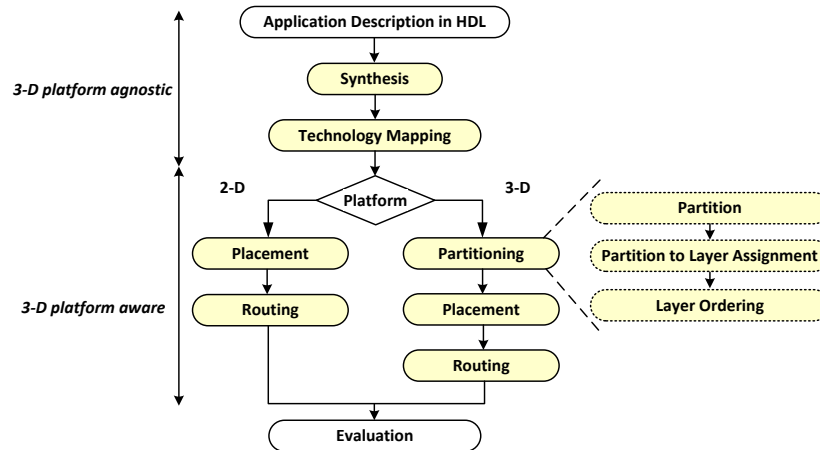 Application Description in HDL
Synthesis
3-D platform agnostic
Technology Mapping
2-D
3-D
Platform
Partition
Placement
Partitioning
Partition to Layer Assignment
3-D platform aware
Routing
Placement
Layer Ordering
Routing
Evaluation